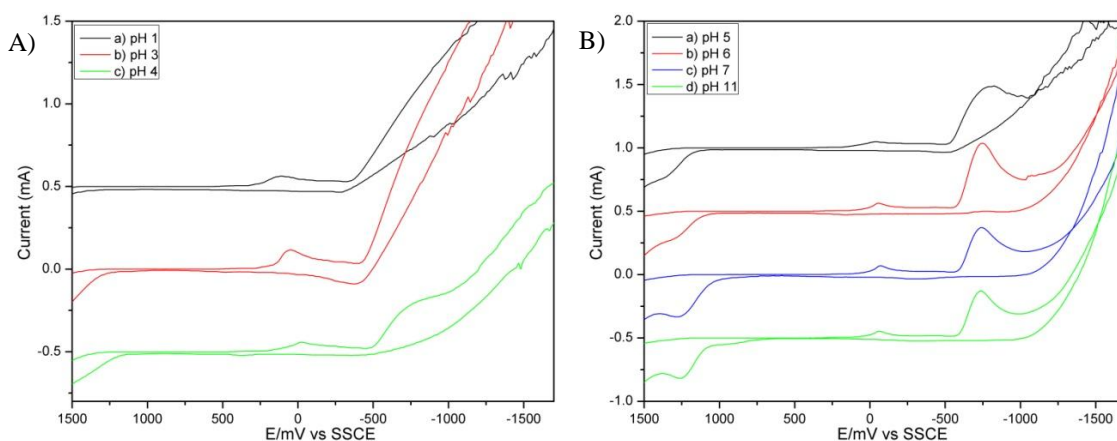 A)
a) pH 1
b) pH 3
c) pH 4
Current (mA)
1.5
1.0
0.5
0.0
-0.5
1500 1000 500 0 -500 -1000 -1500
E/mV vs SSCE
B)
a) pH 5
b) pH 6
c) pH 7
d) pH 11
Current (mA)
2.0
1.5
1.0
0.5
0.0
-0.5
-1.0
1500 1000 500 0 -500 -1000 -1500
E/mV vs SSCE